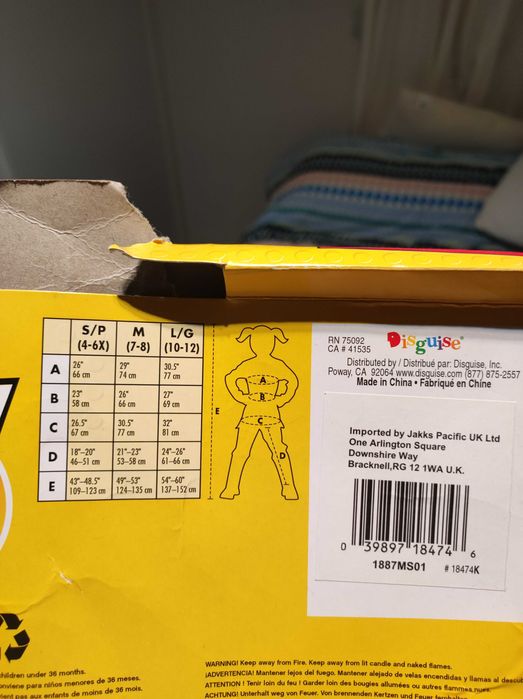 S/P M L/G
(4-6X) (7-8) (10-12)
A 26" 29" 30.5"
66 cm 74 cm 77 cm
B 23" 26" 27"
58 cm 66 cm 69 cm
C 26.5" 30.5" 32"
67 cm 77 cm 81 cm
D 18"-20" 21"-23" 24"-26"
46-51 cm 53-58 cm 61-66 cm
E 43"-48.5" 49"-53" 54"-60"
109-123 cm 124-135 cm 137-152 cm
A
B
C
D
E
RN 75092
CA # 41535
Disguise®
Distributed by / Distribué par: Disguise, Inc.
Poway, CA 92064 www.disguise.com (877) 875-2557
Made in China • Fabriqué en Chine
Imported by Jakks Pacific UK Ltd
One Arlington Square
Downshire Way
Bracknell,RG 12 1WA U.K.
0 39897 18474 6
1887MS01 # 18474K
children under 36 months.
onviene para niños menores de 36 meses.
ient pas aux enfants de moins de 36 mois.
WARNING! Keep away from Fire. Keep away from lit candle and naked flames.
¡ADVERTENCIA! Mantener lejos del fuego. Mantener alejado de velas encendidas y llamas al descu
ATTENTION ! Tenir loin du feu ! Garder loin des bougies allumées ou autres flammes nues.
ACHTUNG! Unterhalb weg von Feuer. Von brennenden Kertzen und Feuer